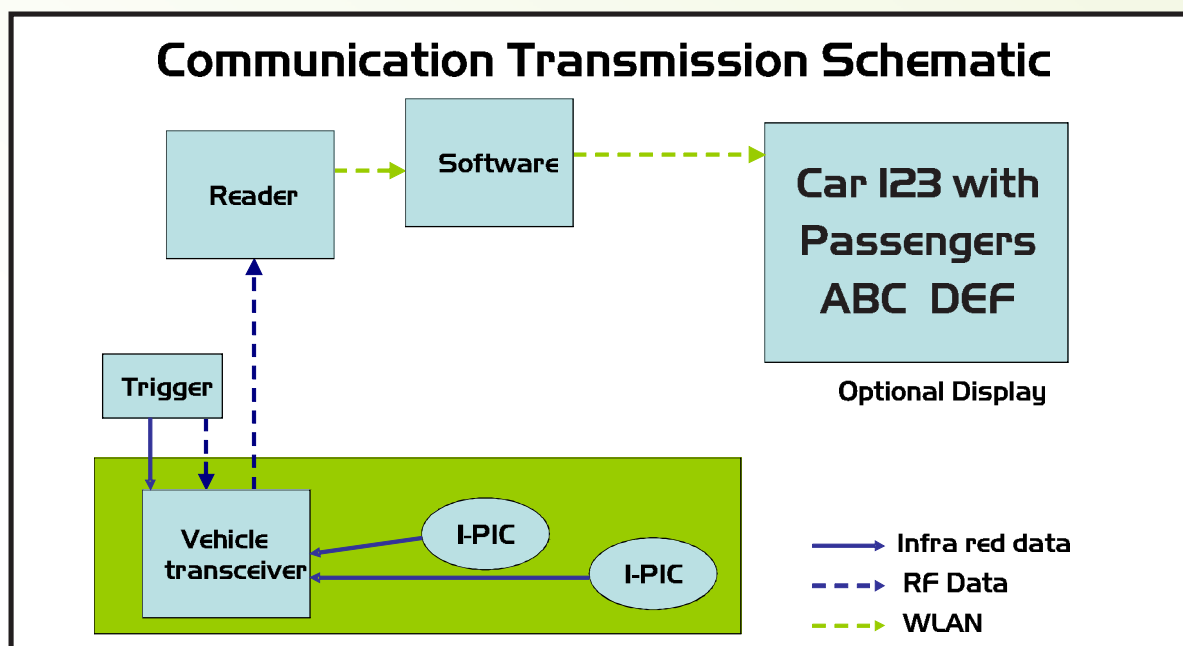 Communication Transmission Schematic
Software
Reader
Car 123 with
Passengers
ABC DEF
Trigger
Optional Display
Vehicle
transceiver
I-PIC
I-PIC
Infra red data
RF Data
WLAN